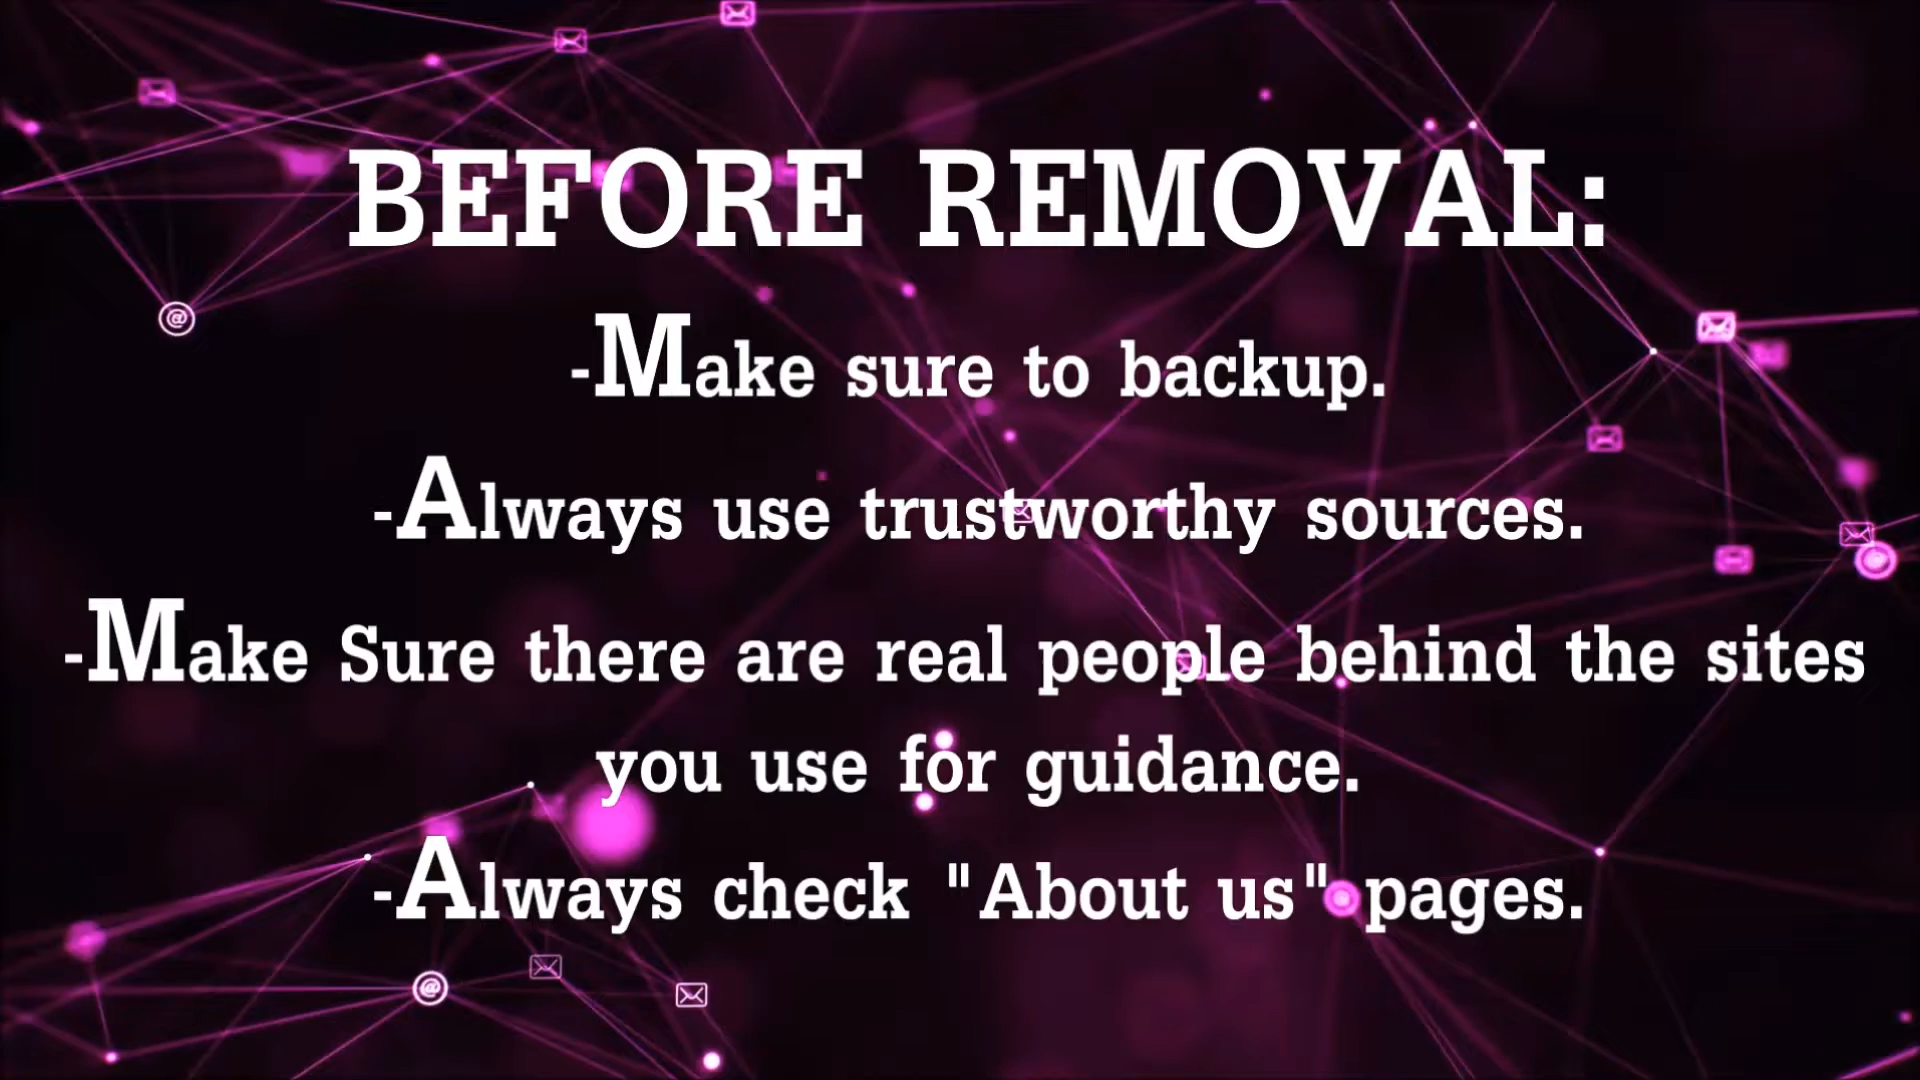 BEFORE REMOVAL:
-Make sure to backup.
-Always use trustworthy sources.
-Make Sure there are real people behind the sites
you use for guidance.
-Always check "About us" pages.